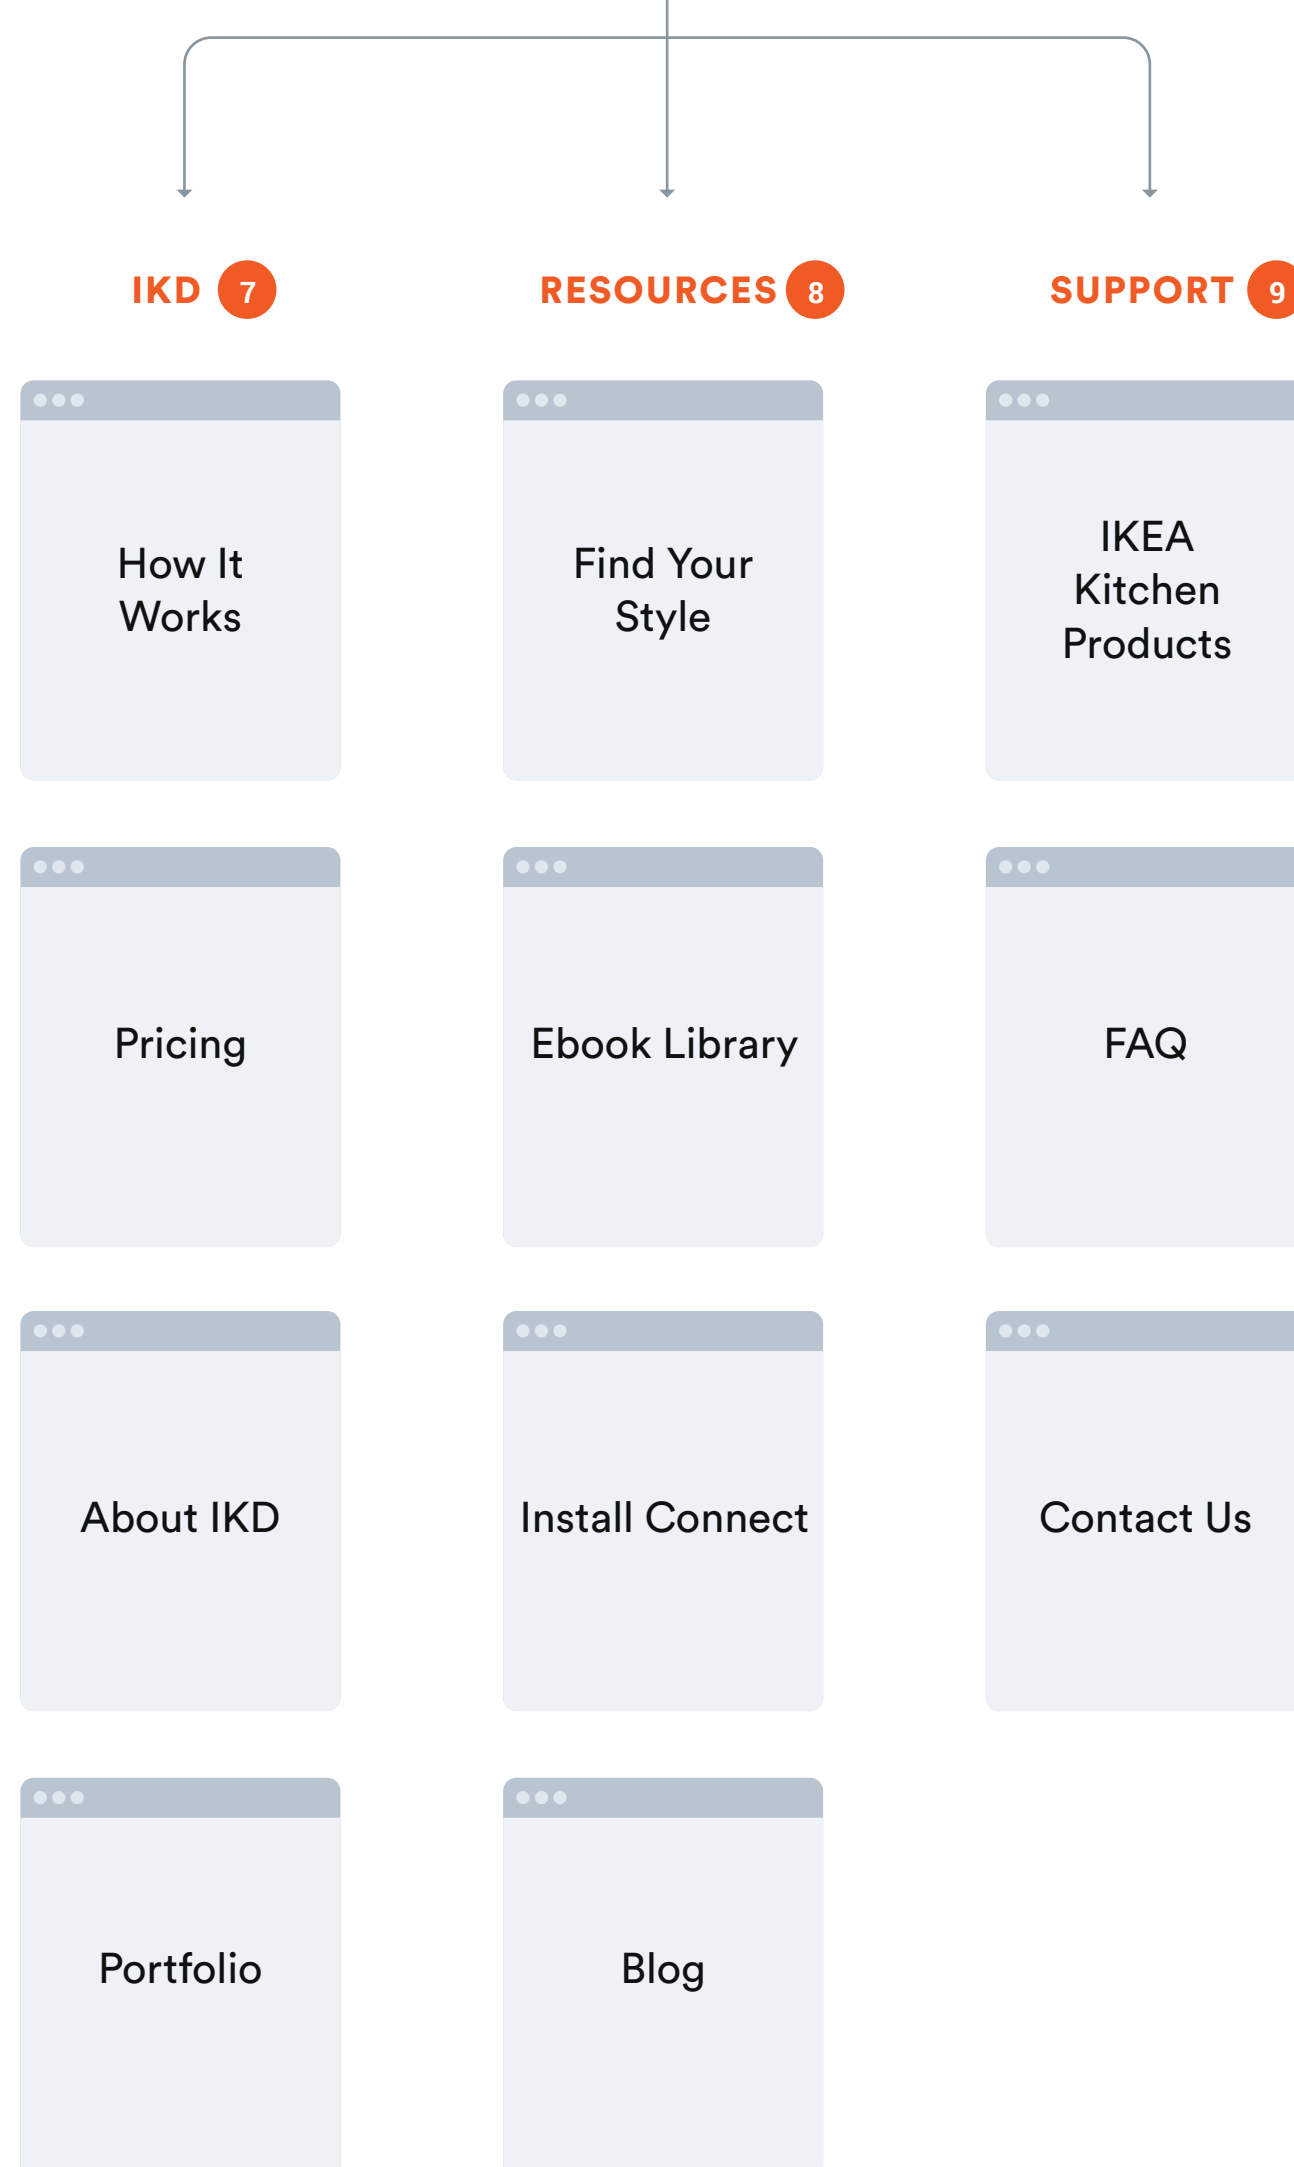 IKD 7
RESOURCES 8
SUPPORT 9
How It
Works
Find Your
Style
IKEA
Kitchen
Products
Pricing
Ebook Library
FAQ
About IKD
Install Connect
Contact Us
Portfolio
Blog